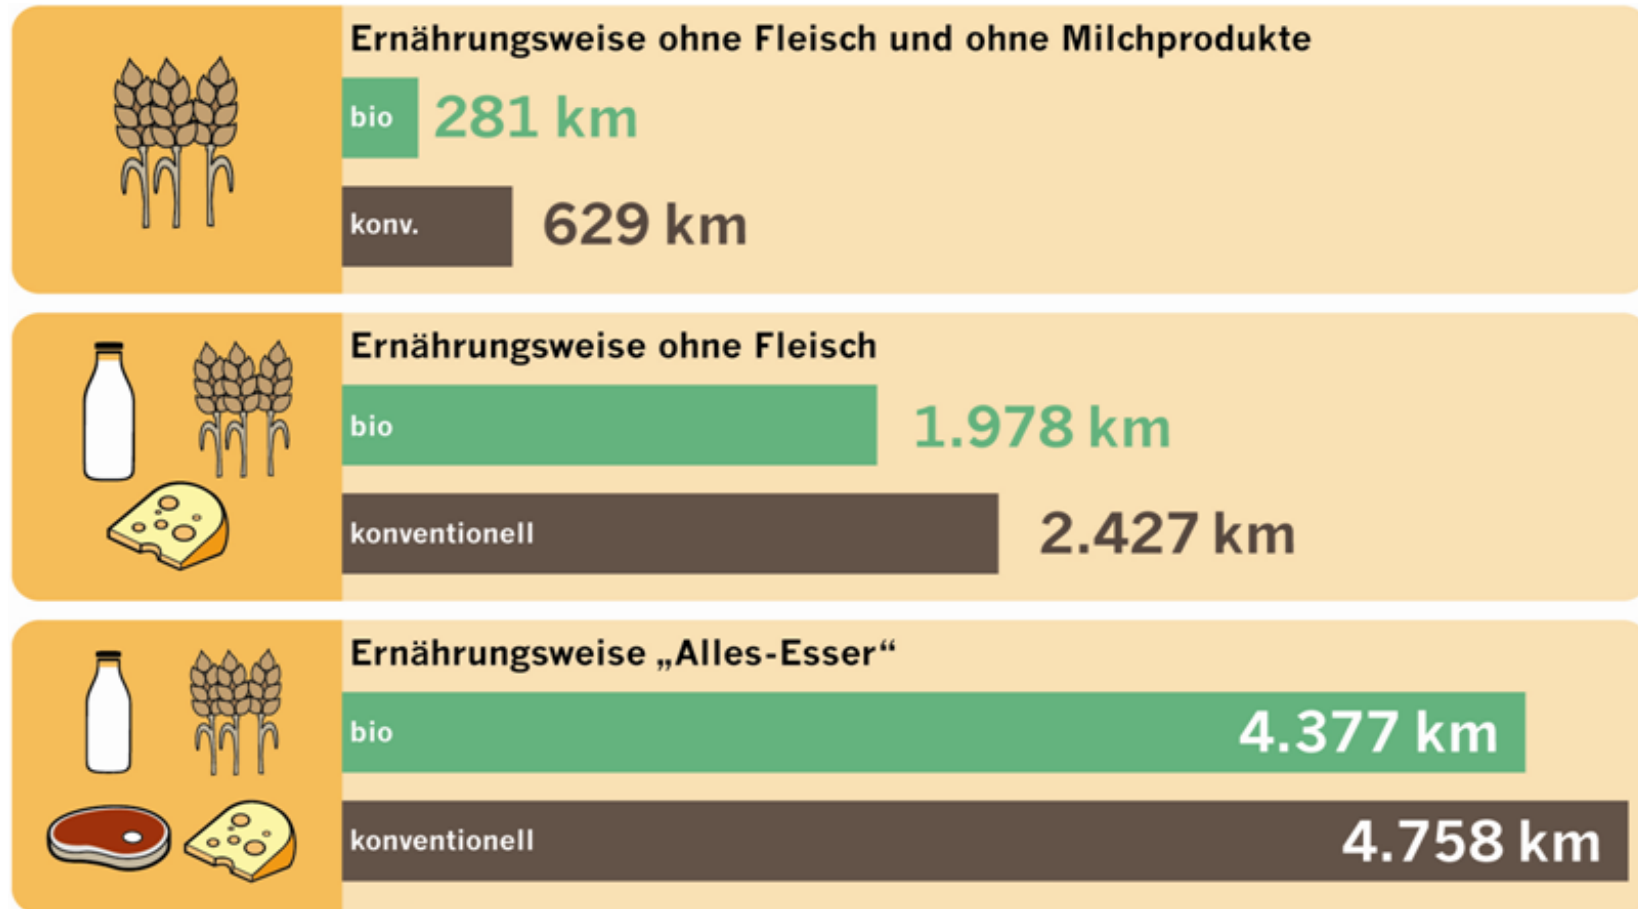 Ernährungsweise ohne Fleisch und ohne Milchprodukte
bio 281 km
konv. 629 km
Ernährungsweise ohne Fleisch
bio 1.978 km
konventionell 2.427 km
Ernährungsweise „Alles-Esser“
bio 4.377 km
konventionell 4.758 km